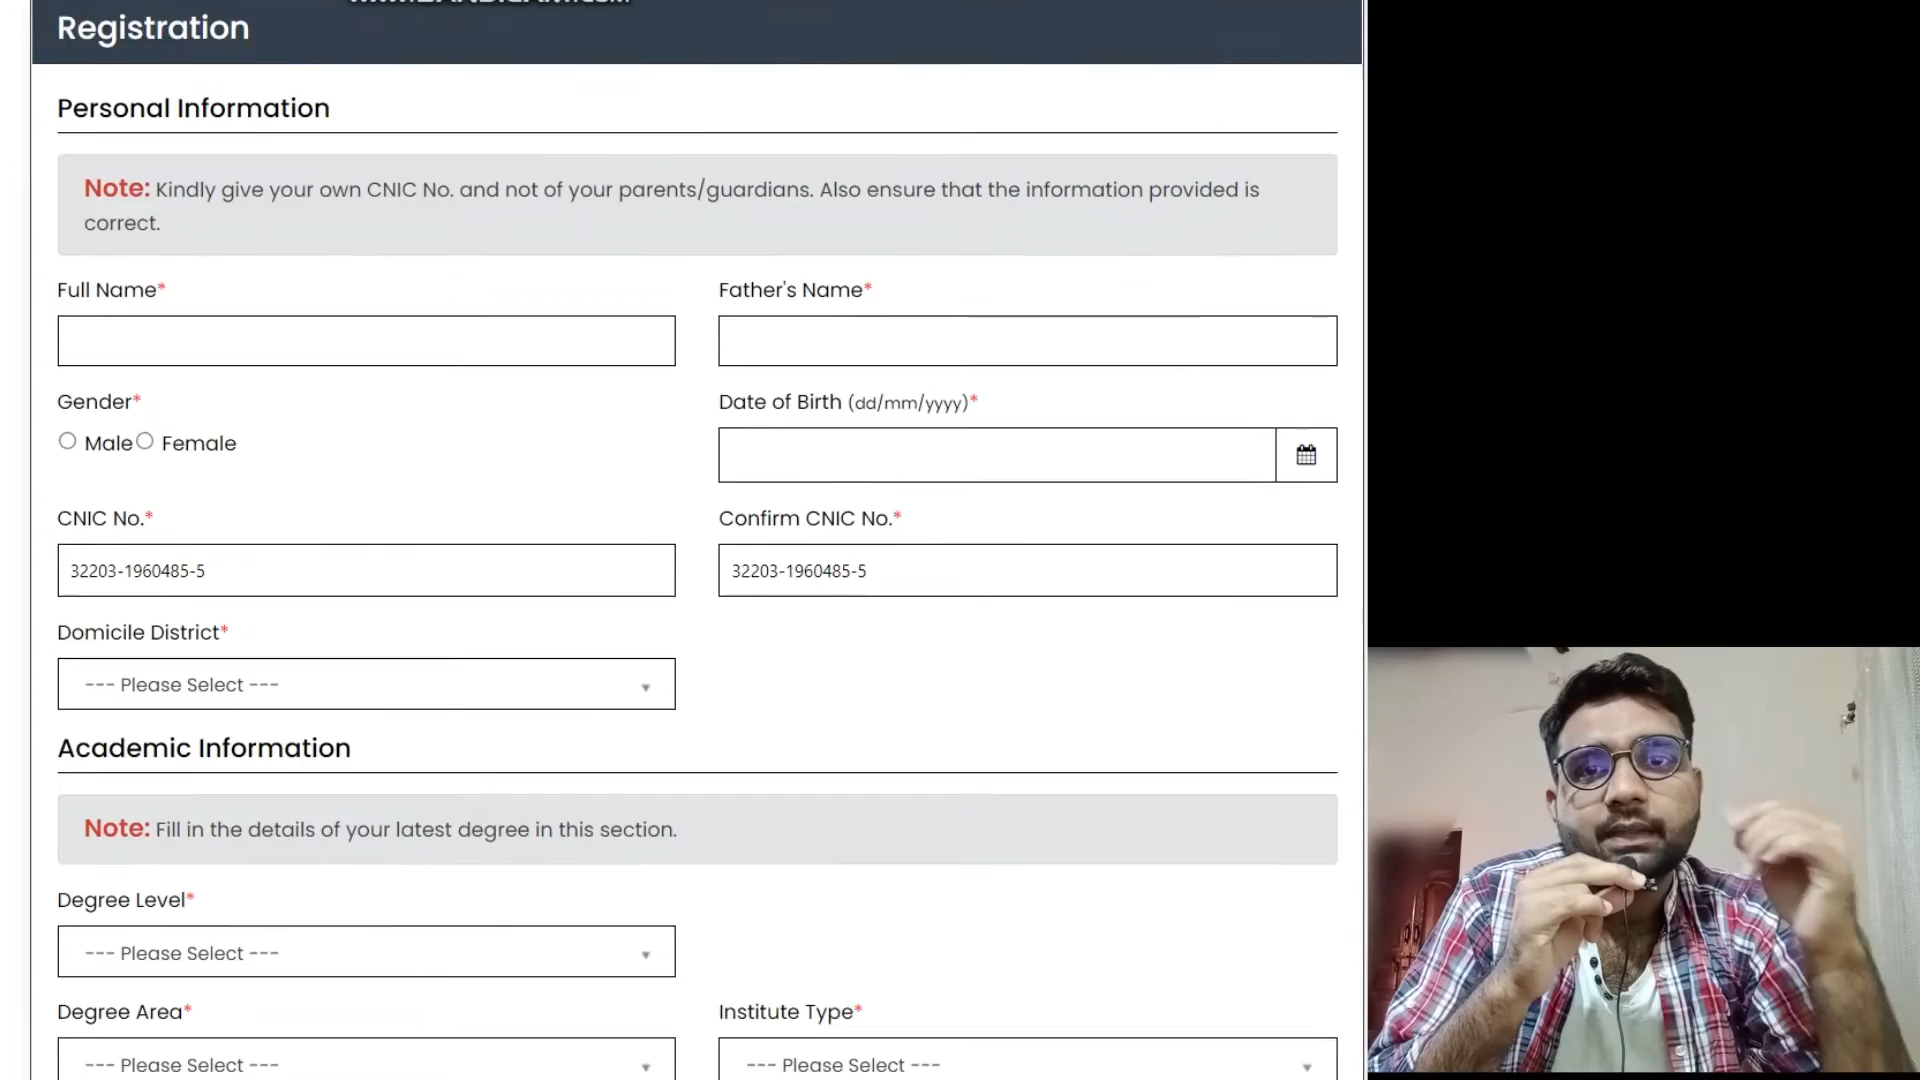 Registration
Personal Information
Note: Kindly give your own CNIC No. and not of your parents/guardians. Also ensure that the information provided is
correct.
Full Name*
Father's Name*
Gender*
Date of Birth (dd/mm/yyyy)*
Male Female
CNIC No.*
Confirm CNIC No.*
32203-1960485-5
32203-1960485-5
Domicile District*
--- Please Select ---
Academic Information
Note: Fill in the details of your latest degree in this section.
Degree Level*
--- Please Select ---
Degree Area*
Institute Type*
--- Please Select ---
--- Please Select ---